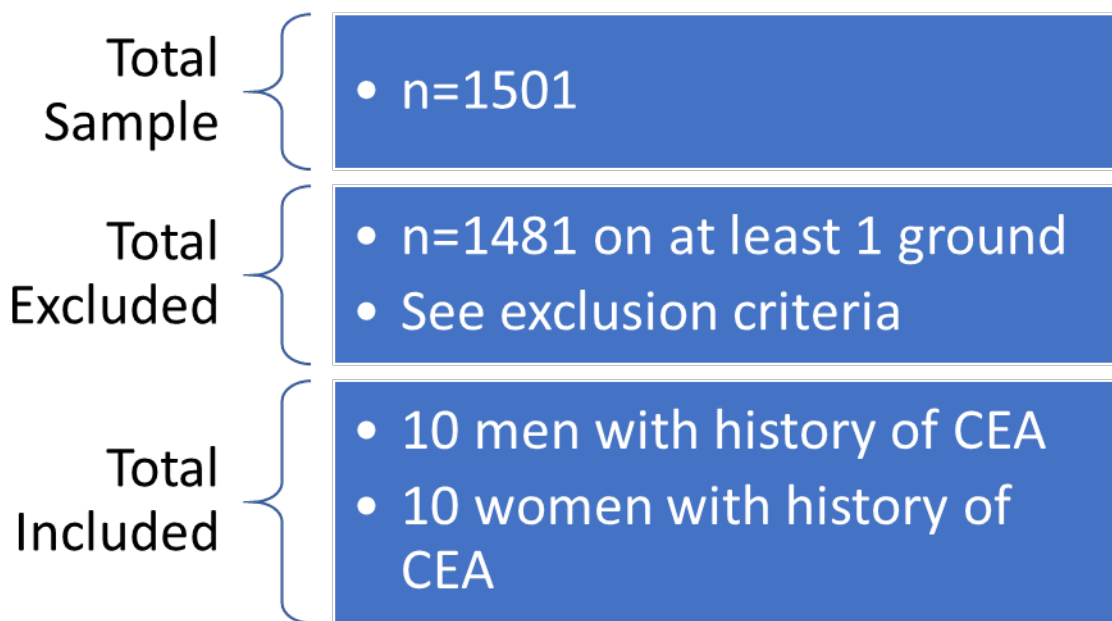 Total
Sample
• n=1501
Total
Excluded
• n=1481 on at least 1 ground
• See exclusion criteria
Total
Included
• 10 men with history of CEA
• 10 women with history of
CEA